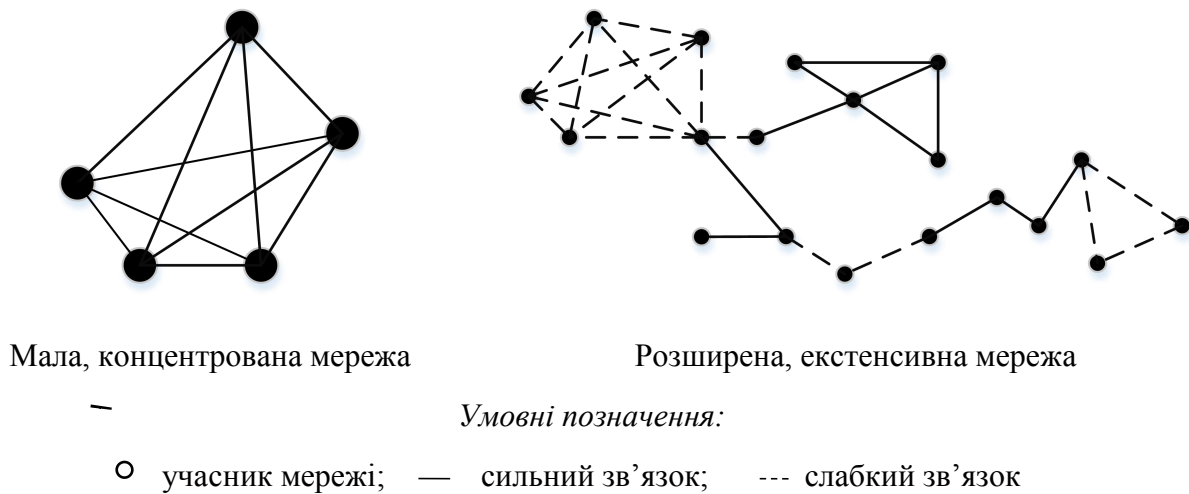 Мала, концентрована мережа
Розширена, екстенсивна мережа
Умовні позначення:
учасник мережі; — сильний зв’язок; --- слабкий зв’язок